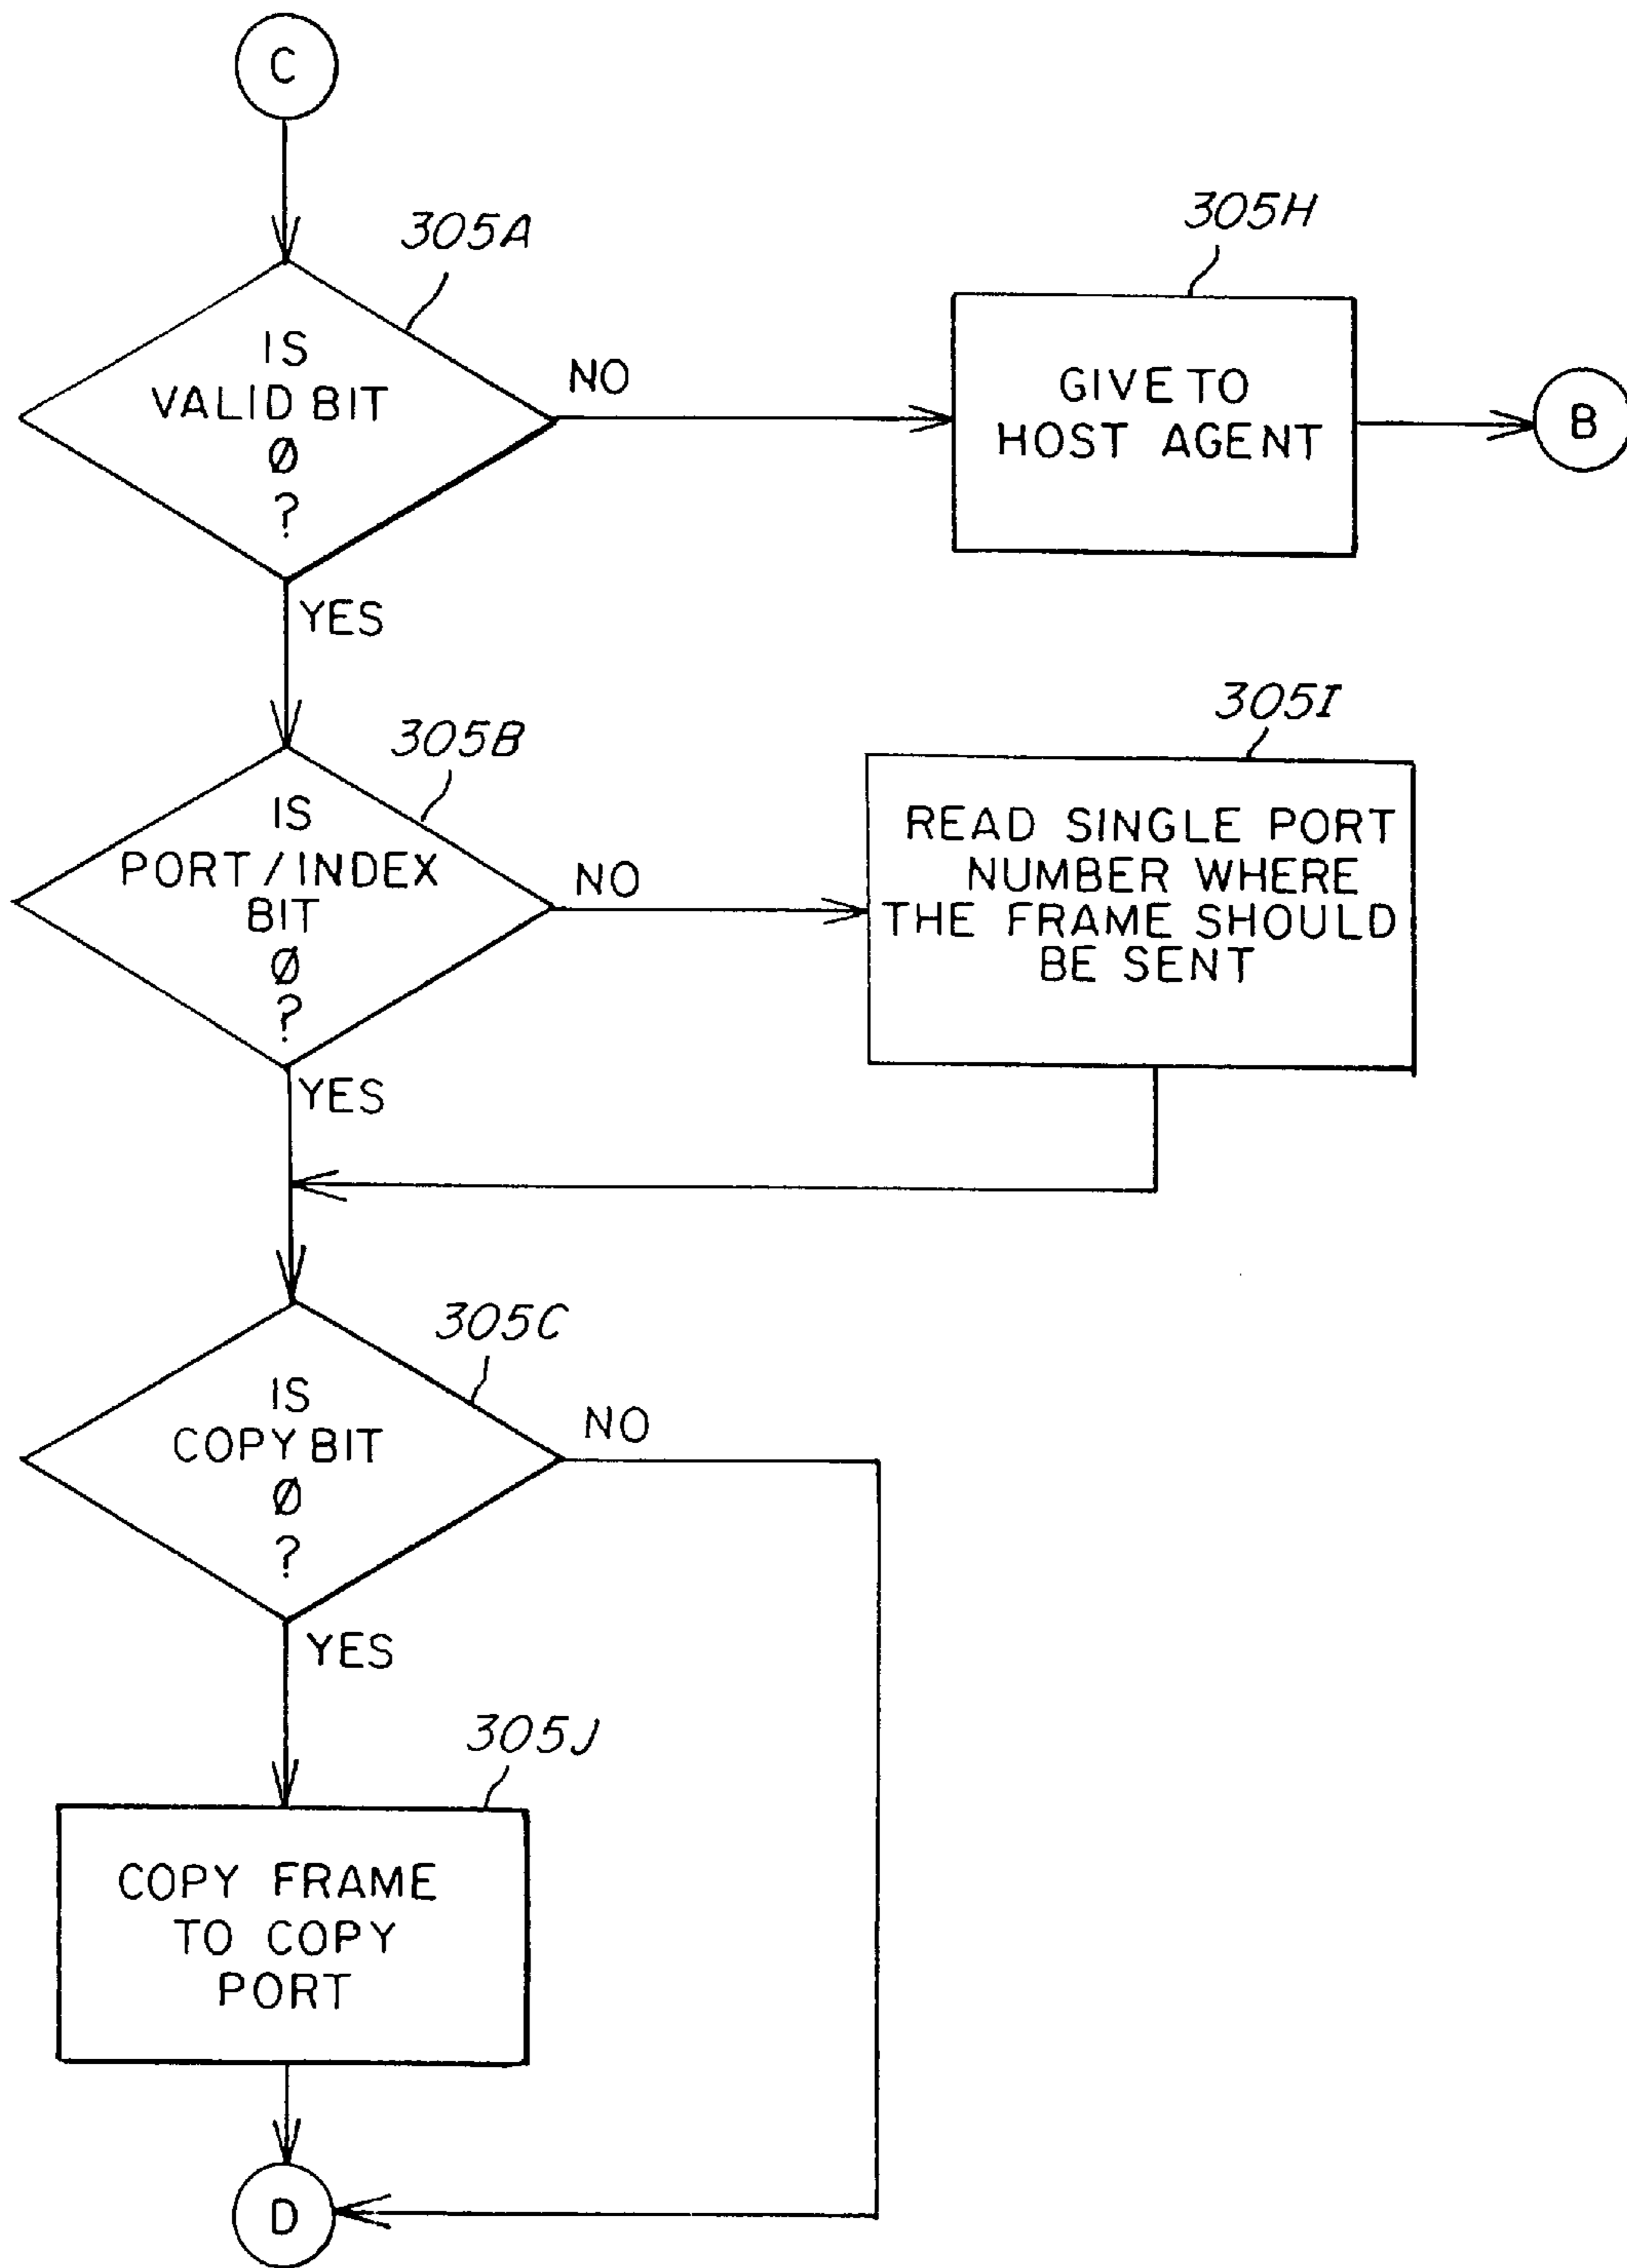 C
305A
IS
VALID BIT
Ø
?
NO
305H
GIVE TO
HOST AGENT
B
YES
305B
IS
PORT/INDEX
BIT
Ø
?
NO
305I
READ SINGLE PORT
NUMBER WHERE
THE FRAME SHOULD
BE SENT
YES
305C
IS
COPY BIT
Ø
?
NO
YES
305J
COPY FRAME
TO COPY
PORT
D